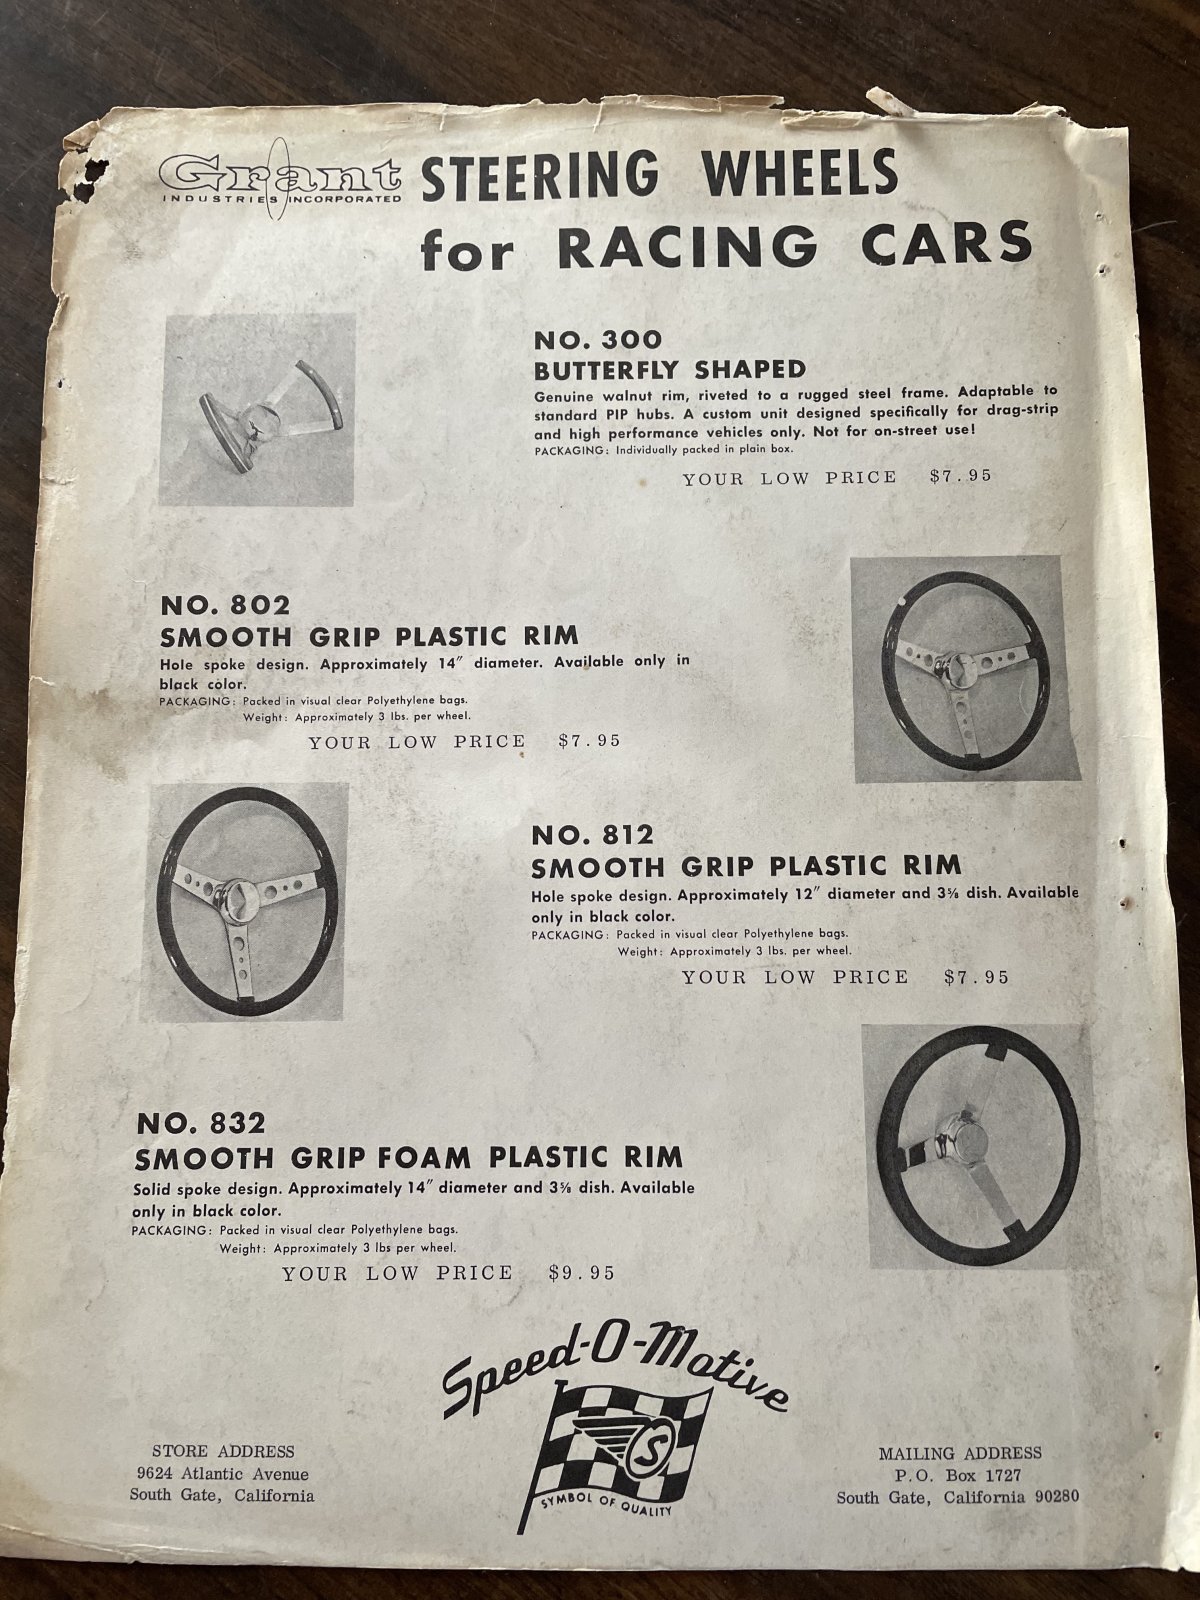 Grant
INDUSTRIES INCORPORATED
STEERING WHEELS
for RACING CARS
NO. 300
BUTTERFLY SHAPED
Genuine walnut rim, riveted to a rugged steel frame. Adaptable to
standard PIP hubs. A custom unit designed specifically for drag-strip
and high performance vehicles only. Not for on-street use!
PACKAGING: Individually packed in plain box.
YOUR LOW PRICE $7.95
NO. 802
SMOOTH GRIP PLASTIC RIM
Hole spoke design. Approximately 14″ diameter. Available only in
black color.
PACKAGING: Packed in visual clear Polyethylene bags.
Weight: Approximately 3 lbs. per wheel.
YOUR LOW PRICE $7.95
NO. 812
SMOOTH GRIP PLASTIC RIM
Hole spoke design. Approximately 12″ diameter and 3⅝ dish. Available
only in black color.
PACKAGING: Packed in visual clear Polyethylene bags.
Weight: Approximately 3 lbs. per wheel.
YOUR LOW PRICE $7.95
NO. 832
SMOOTH GRIP FOAM PLASTIC RIM
Solid spoke design. Approximately 14″ diameter and 3⅝ dish. Available
only in black color.
PACKAGING: Packed in visual clear Polyethylene bags.
Weight: Approximately 3 lbs per wheel.
YOUR LOW PRICE $9.95
Speed-O-Motive
S
SYMBOL OF QUALITY
STORE ADDRESS
9624 Atlantic Avenue
South Gate, California
MAILING ADDRESS
P.O. Box 1727
South Gate, California 90280